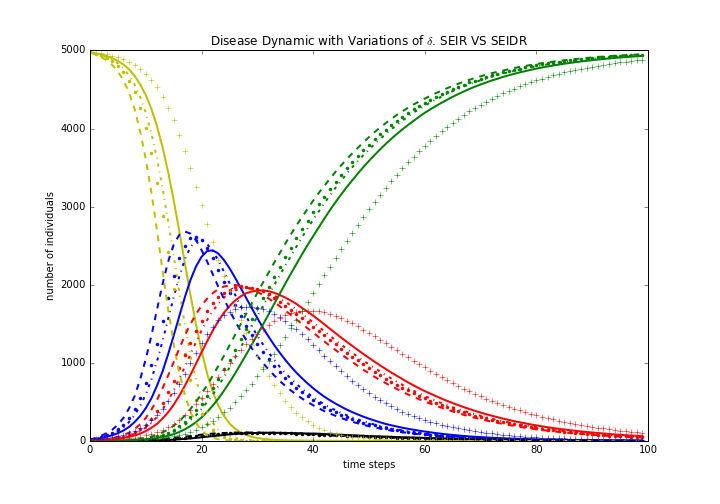 Disease Dynamic with Variations of δ. SEIR VS SEIDR
5000
4000
3000
2000
1000
0
number of individuals
0 20 40 60 80 100
time steps